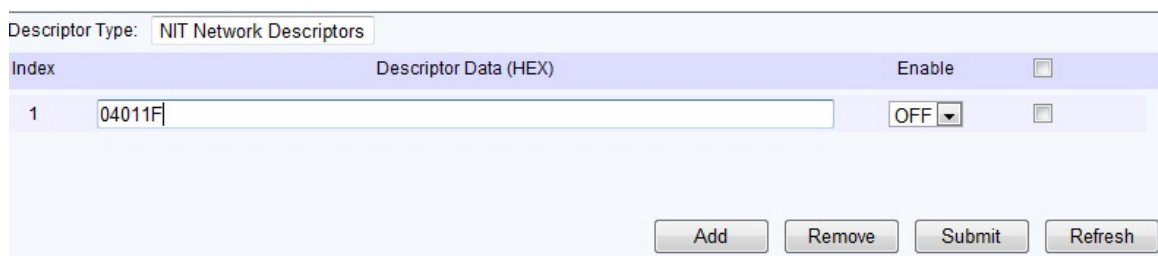 Descriptor Type: NIT Network Descriptors
Index Descriptor Data (HEX) Enable
1 04011F OFF
Add Remove Submit Refresh